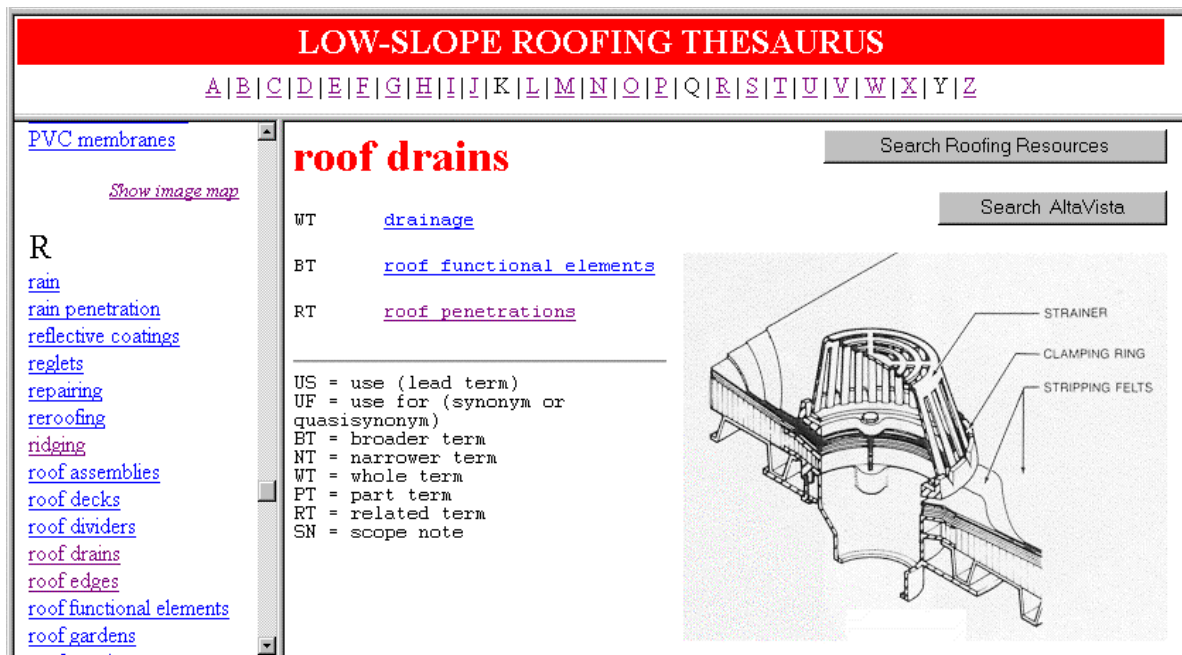 LOW-SLOPE ROOFING THESAURUS
A|B|C|D|E|F|G|H|I|J|K|L|M|N|O|P|Q|R|S|T|U|V|W|X|Y|Z
PVC membranes
Show image map
R
rain
rain penetration
reflective coatings
reglets
repairing
reroofing
ridging
roof assemblies
roof decks
roof dividers
roof drains
roof edges
roof functional elements
roof gardens
roof drains
Search Roofing Resources
Search AltaVista
WT drainage
BT roof functional elements
RT roof penetrations
US = use (lead term)
UF = use for (synonym or
quasisynonym)
BT = broader term
NT = narrower term
WT = whole term
PT = part term
RT = related term
SN = scope note
STRAINER
CLAMPING RING
STRIPPING FELTS